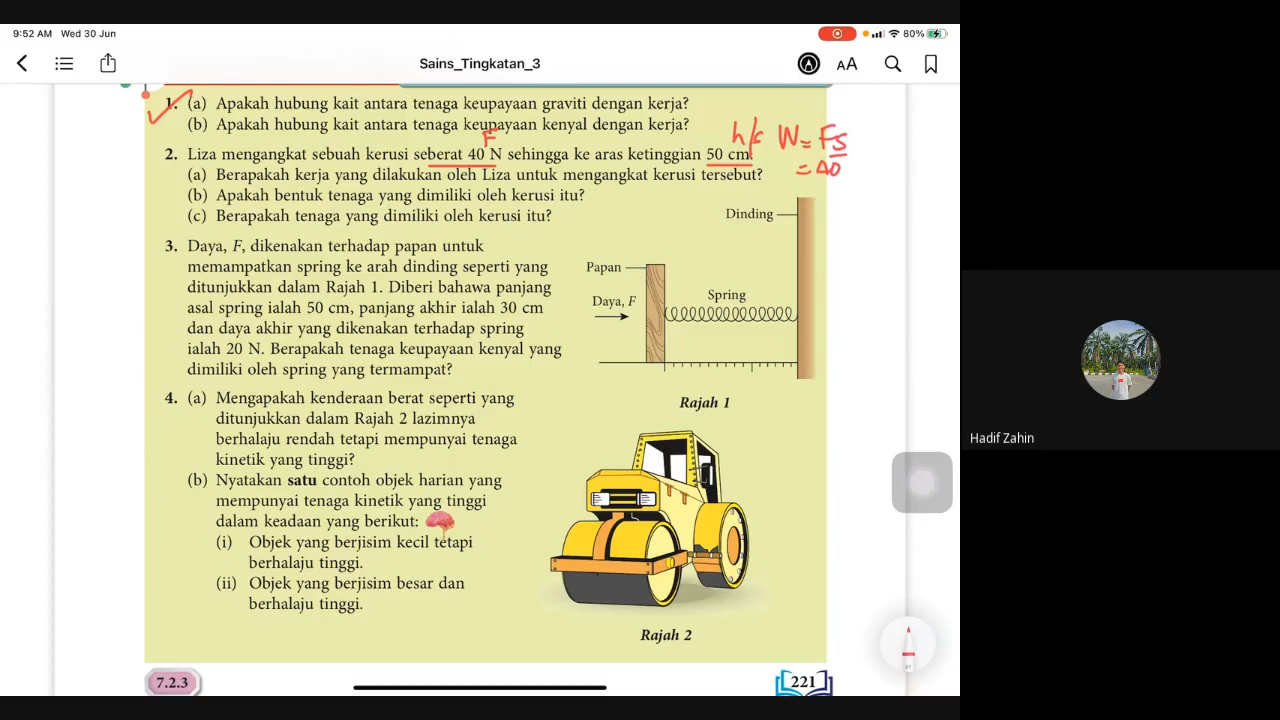 9:52 AM Wed 30 Jun
80%
Sains_Tingkatan_3
AA
1. (a) Apakah hubung kait antara tenaga keupayaan graviti dengan kerja?
(b) Apakah hubung kait antara tenaga keupayaan kenyal dengan kerja?
F
h/s W = Fs
= 40
2. Liza mengangkat sebuah kerusi seberat 40 N sehingga ke aras ketinggian 50 cm.
(a) Berapakah kerja yang dilakukan oleh Liza untuk mengangkat kerusi tersebut?
(b) Apakah bentuk tenaga yang dimiliki oleh kerusi itu?
(c) Berapakah tenaga yang dimiliki oleh kerusi itu?
3. Daya, F, dikenakan terhadap papan untuk
memampatkan spring ke arah dinding seperti yang
ditunjukkan dalam Rajah 1. Diberi bahawa panjang
asal spring ialah 50 cm, panjang akhir ialah 30 cm
dan daya akhir yang dikenakan terhadap spring
ialah 20 N. Berapakah tenaga keupayaan kenyal yang
dimiliki oleh spring yang termampat?
Dinding
Papan
Daya, F
Spring
Rajah 1
4. (a) Mengapakah kenderaan berat seperti yang
ditunjukkan dalam Rajah 2 lazimnya
berhalaju rendah tetapi mempunyai tenaga
kinetik yang tinggi?
(b) Nyatakan satu contoh objek harian yang
mempunyai tenaga kinetik yang tinggi
dalam keadaan yang berikut:
(i) Objek yang berjisim kecil tetapi
berhalaju tinggi.
(ii) Objek yang berjisim besar dan
berhalaju tinggi.
Rajah 2
7.2.3
221
Hadif Zahin